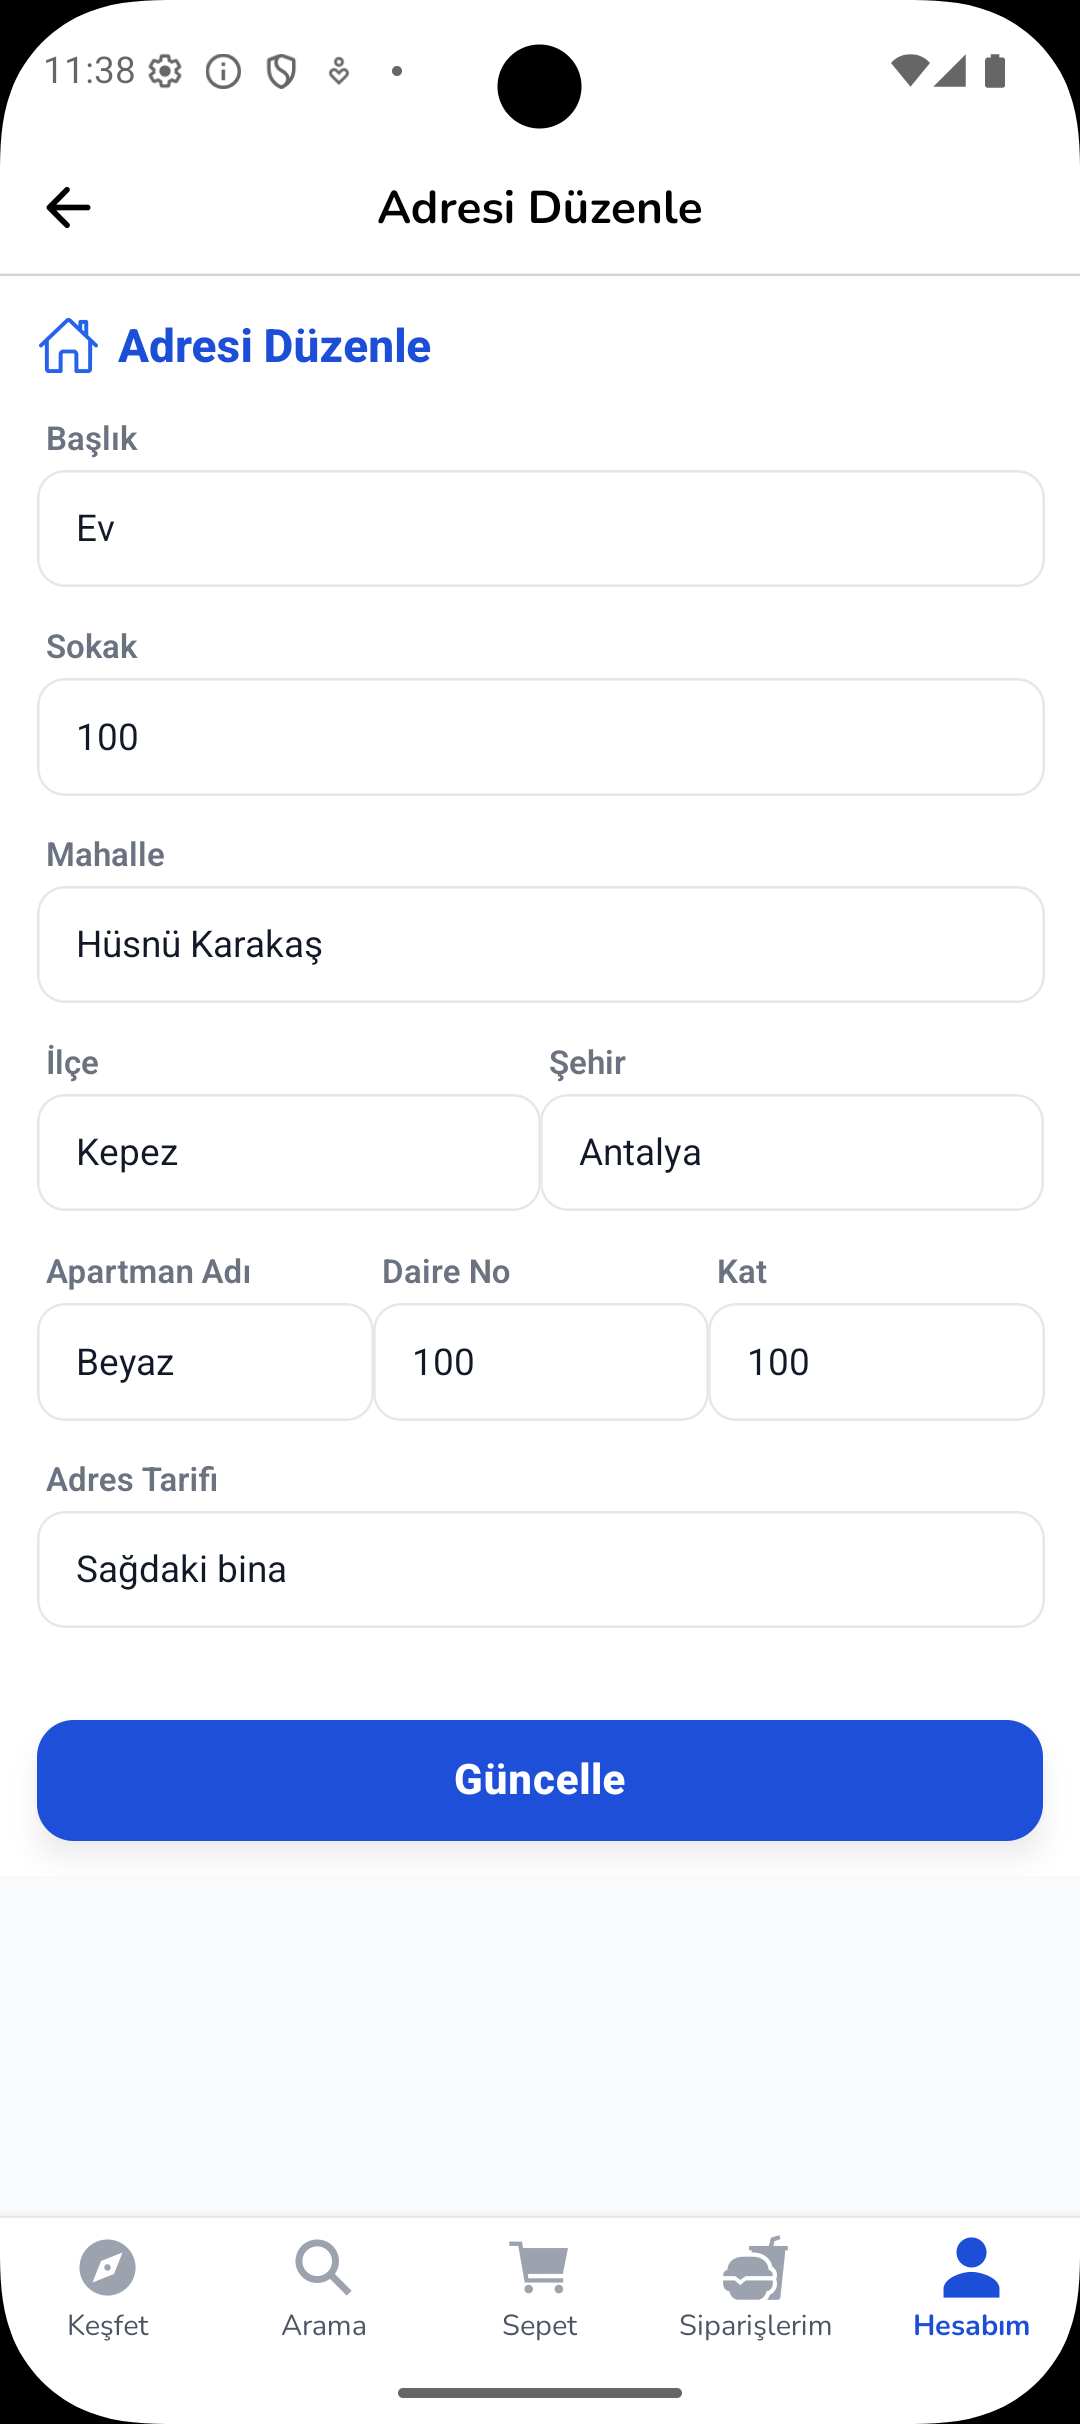 11:38
Adresi Düzenle
Adresi Düzenle
Başlık
Ev
Sokak
100
Mahalle
Hüsnü Karakaş
İlçe Şehir
Kepez Antalya
Apartman Adı Daire No Kat
Beyaz 100 100
Adres Tarifi
Sağdaki bina
Güncelle
Keşfet Arama Sepet Siparişlerim Hesabım